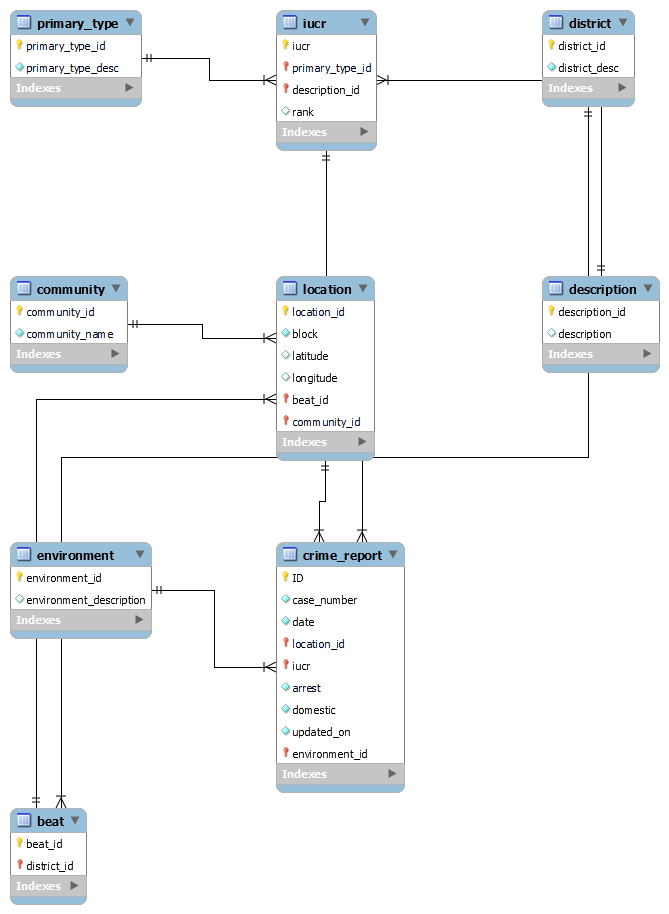 primary_type
primary_type_id
primary_type_desc
Indexes
iucr
iucr
primary_type_id
description_id
rank
Indexes
district
district_id
district_desc
Indexes
community
community_id
community_name
Indexes
location
location_id
block
latitude
longitude
beat_id
community_id
Indexes
description
description_id
description
Indexes
environment
environment_id
environment_description
Indexes
crime_report
ID
case_number
date
location_id
iucr
arrest
domestic
updated_on
environment_id
Indexes
beat
beat_id
district_id
Indexes